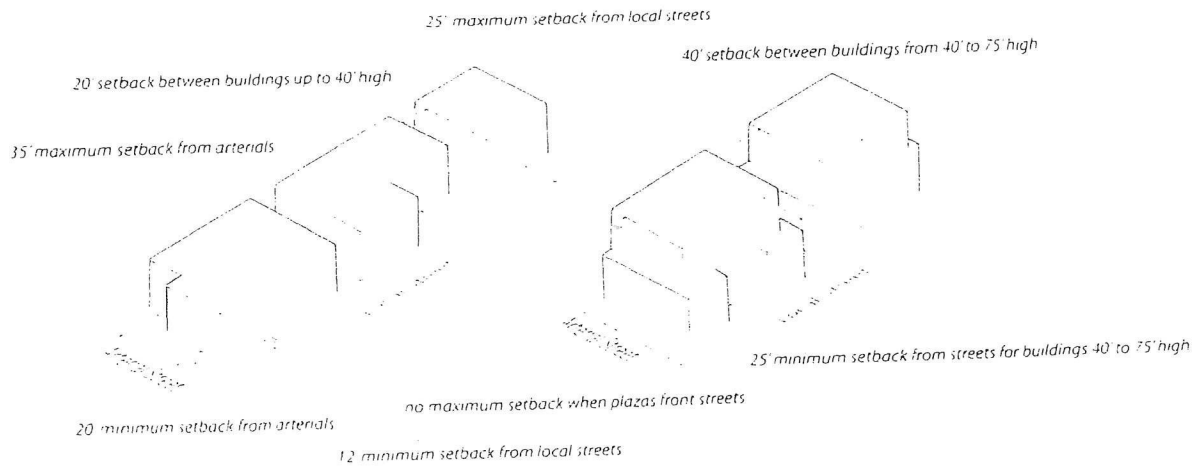 25' maximum setback from local streets
40' setback between buildings from 40' to 75' high
20' setback between buildings up to 40' high
35' maximum setback from arterials
25' minimum setback from streets for buildings 40' to 75' high
no maximum setback when plazas front streets
20 minimum setback from arterials
12 minimum setback from local streets